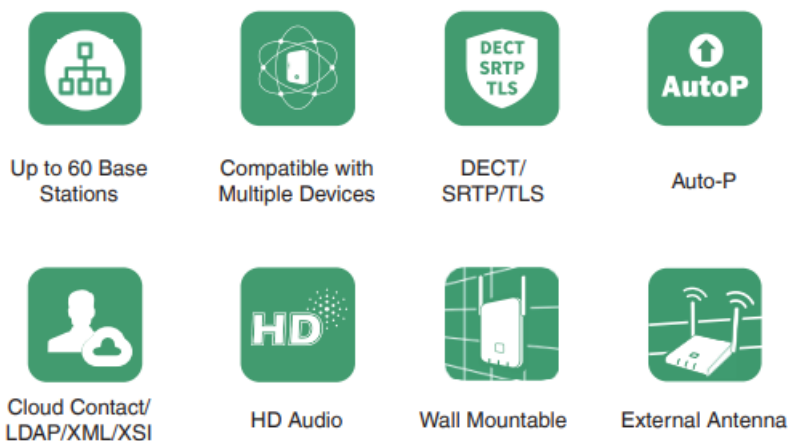 DECT
SRTP
TLS
AutoP
Up to 60 Base
Stations
Compatible with
Multiple Devices
DECT/
SRTP/TLS
Auto-P
HD
Cloud Contact/
LDAP/XML/XSI
HD Audio
Wall Mountable
External Antenna